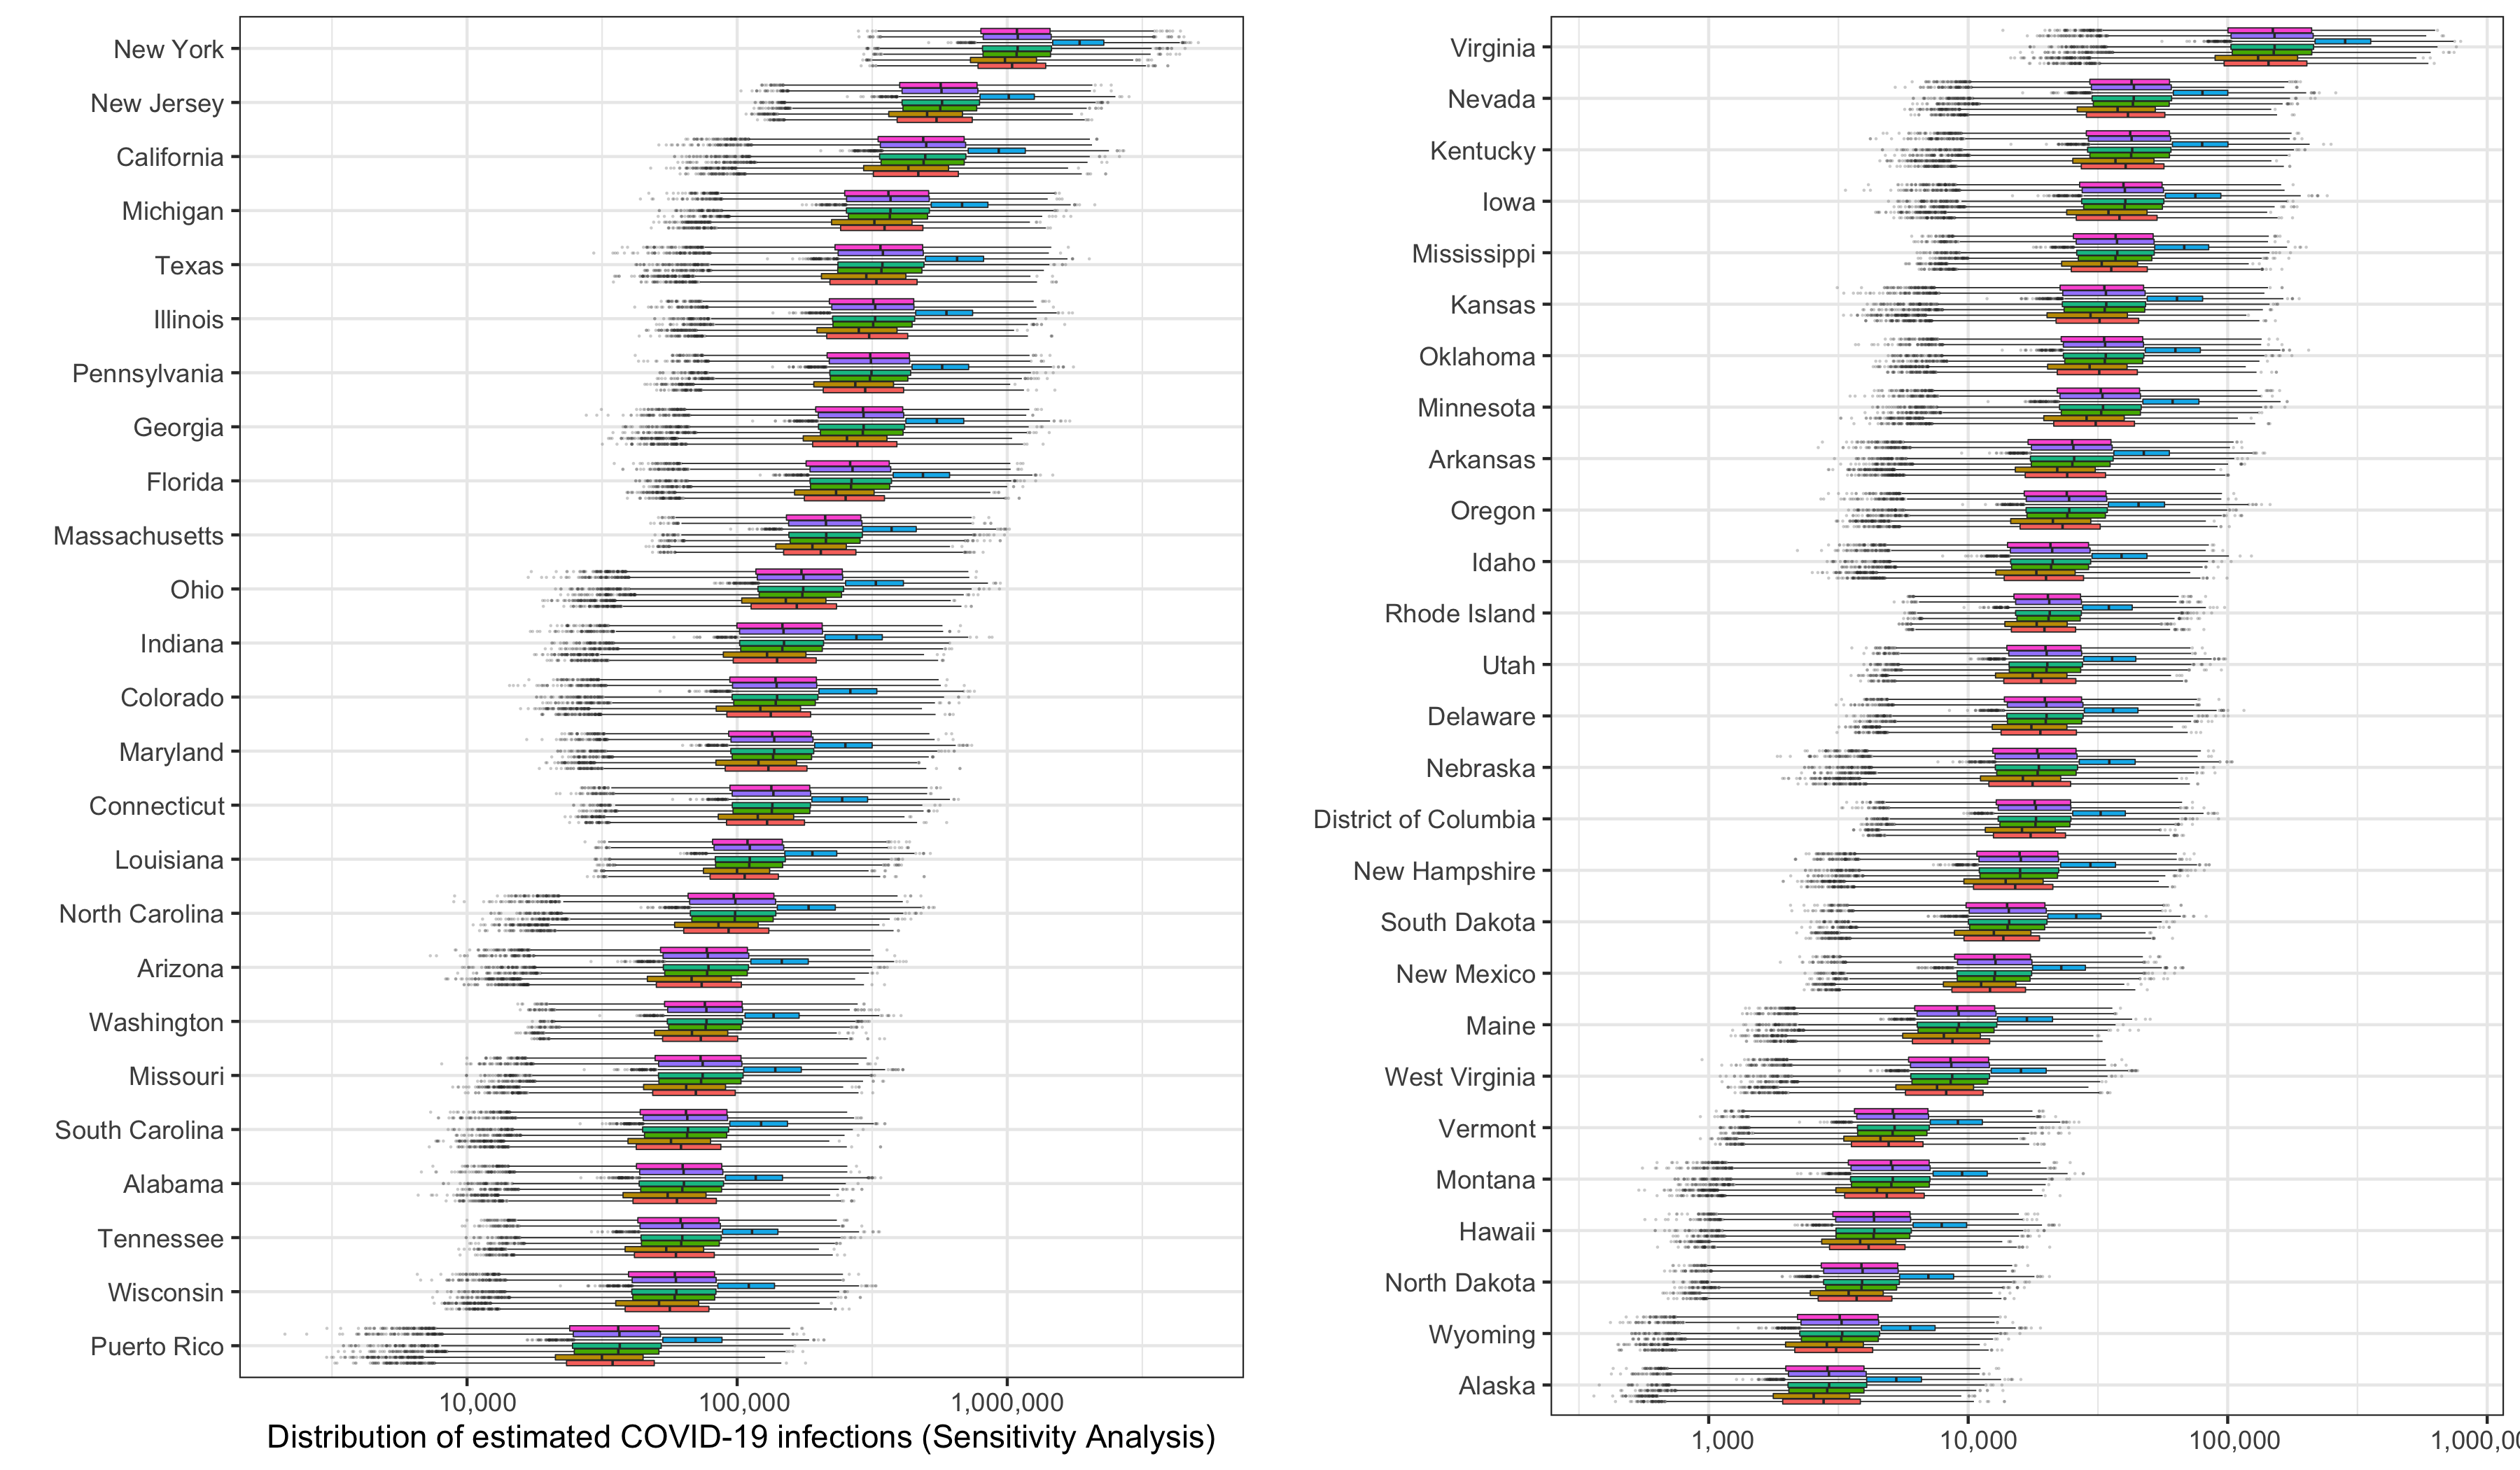 New York
New Jersey
California
Michigan
Texas
Illinois
Pennsylvania
Georgia
Florida
Massachusetts
Ohio
Indiana
Colorado
Maryland
Connecticut
Louisiana
North Carolina
Arizona
Washington
Missouri
South Carolina
Alabama
Tennessee
Wisconsin
Puerto Rico
10,000 100,000 1,000,000
Distribution of estimated COVID-19 infections (Sensitivity Analysis)
Virginia
Nevada
Kentucky
Iowa
Mississippi
Kansas
Oklahoma
Minnesota
Arkansas
Oregon
Idaho
Rhode Island
Utah
Delaware
Nebraska
District of Columbia
New Hampshire
South Dakota
New Mexico
Maine
West Virginia
Vermont
Montana
Hawaii
North Dakota
Wyoming
Alaska
1,000 10,000 100,000 1,000,0